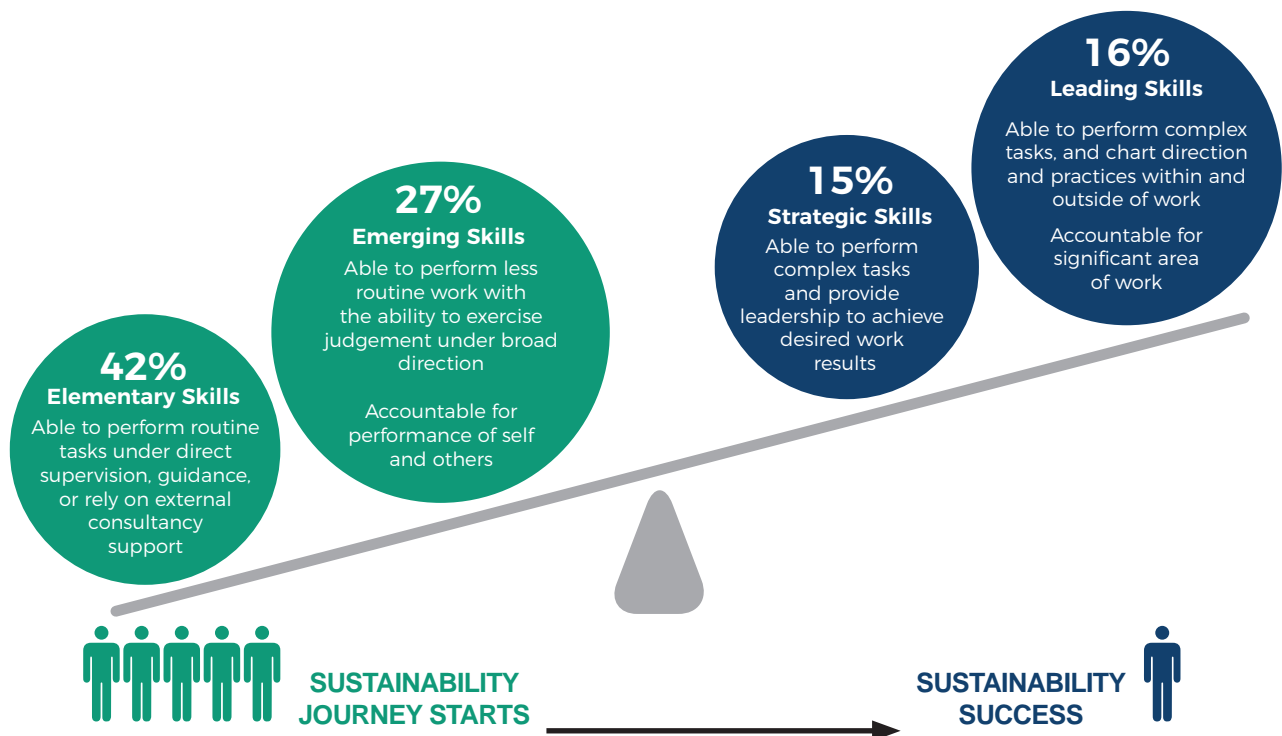 42%
Elementary Skills
Able to perform routine
tasks under direct
supervision, guidance,
or rely on external
consultancy
support
27%
Emerging Skills
Able to perform less
routine work with
the ability to exercise
judgement under broad
direction
Accountable for
performance of self
and others
15%
Strategic Skills
Able to perform
complex tasks
and provide
leadership to achieve
desired work
results
16%
Leading Skills
Able to perform complex
tasks, and chart direction
and practices within and
outside of work
Accountable for
significant area
of work
SUSTAINABILITY
JOURNEY STARTS
SUSTAINABILITY
SUCCESS